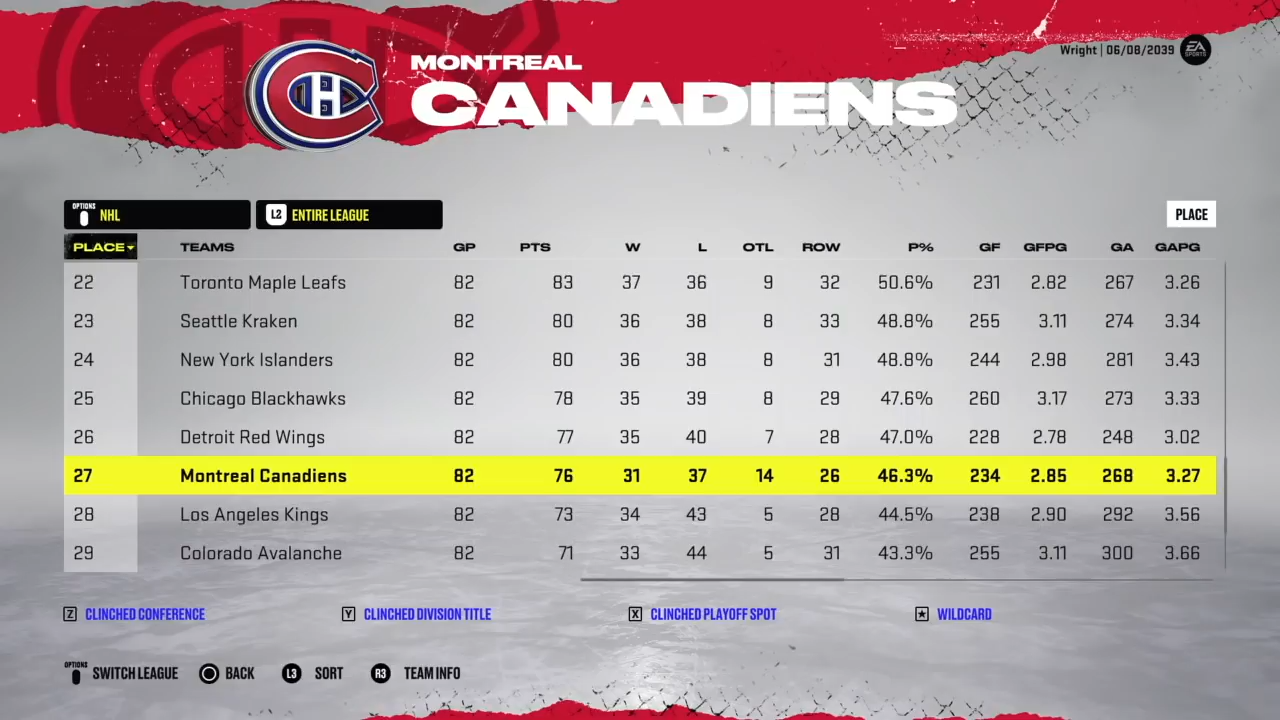 Wright | 06/08/2039
EA SPORTS
MONTREAL
CANADIENS
OPTIONS NHL L2 ENTIRE LEAGUE PLACE
PLACE TEAMS GP PTS W L OTL ROW P% GF GFPG GA GAPG
22 Toronto Maple Leafs 82 83 37 36 9 32 50.6% 231 2.82 267 3.26
23 Seattle Kraken 82 80 36 38 8 33 48.8% 255 3.11 274 3.34
24 New York Islanders 82 80 36 38 8 31 48.8% 244 2.98 281 3.43
25 Chicago Blackhawks 82 78 35 39 8 29 47.6% 260 3.17 273 3.33
26 Detroit Red Wings 82 77 35 40 7 28 47.0% 228 2.78 248 3.02
27 Montreal Canadiens 82 76 31 37 14 26 46.3% 234 2.85 268 3.27
28 Los Angeles Kings 82 73 34 43 5 28 44.5% 238 2.90 292 3.56
29 Colorado Avalanche 82 71 33 44 5 31 43.3% 255 3.11 300 3.66
Z CLINCHED CONFERENCE Y CLINCHED DIVISION TITLE X CLINCHED PLAYOFF SPOT ★ WILDCARD
OPTIONS SWITCH LEAGUE BACK L3 SORT R3 TEAM INFO